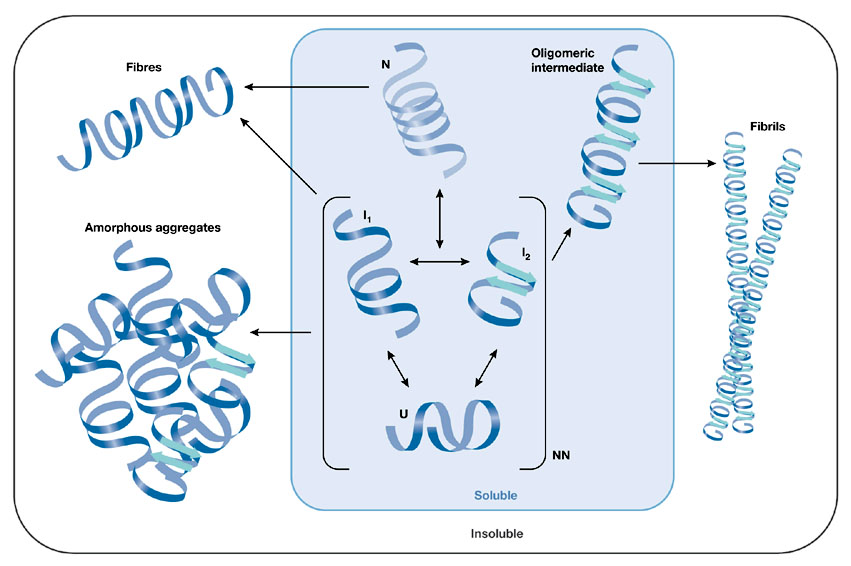 Fibres
N
Oligomeric
intermediate
Fibrils
I1
Amorphous aggregates
I2
U
NN
Soluble
Insoluble